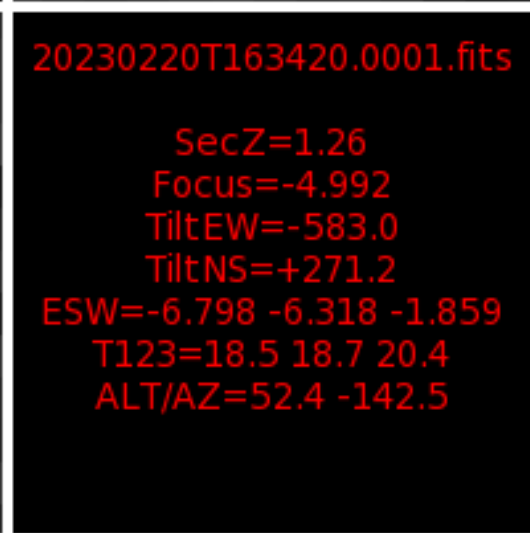 20230220T163420.0001.fits
SecZ=1.26
Focus=-4.992
TiltEW=-583.0
TiltNS=+271.2
ESW=-6.798 -6.318 -1.859
T123=18.5 18.7 20.4
ALT/AZ=52.4 -142.5